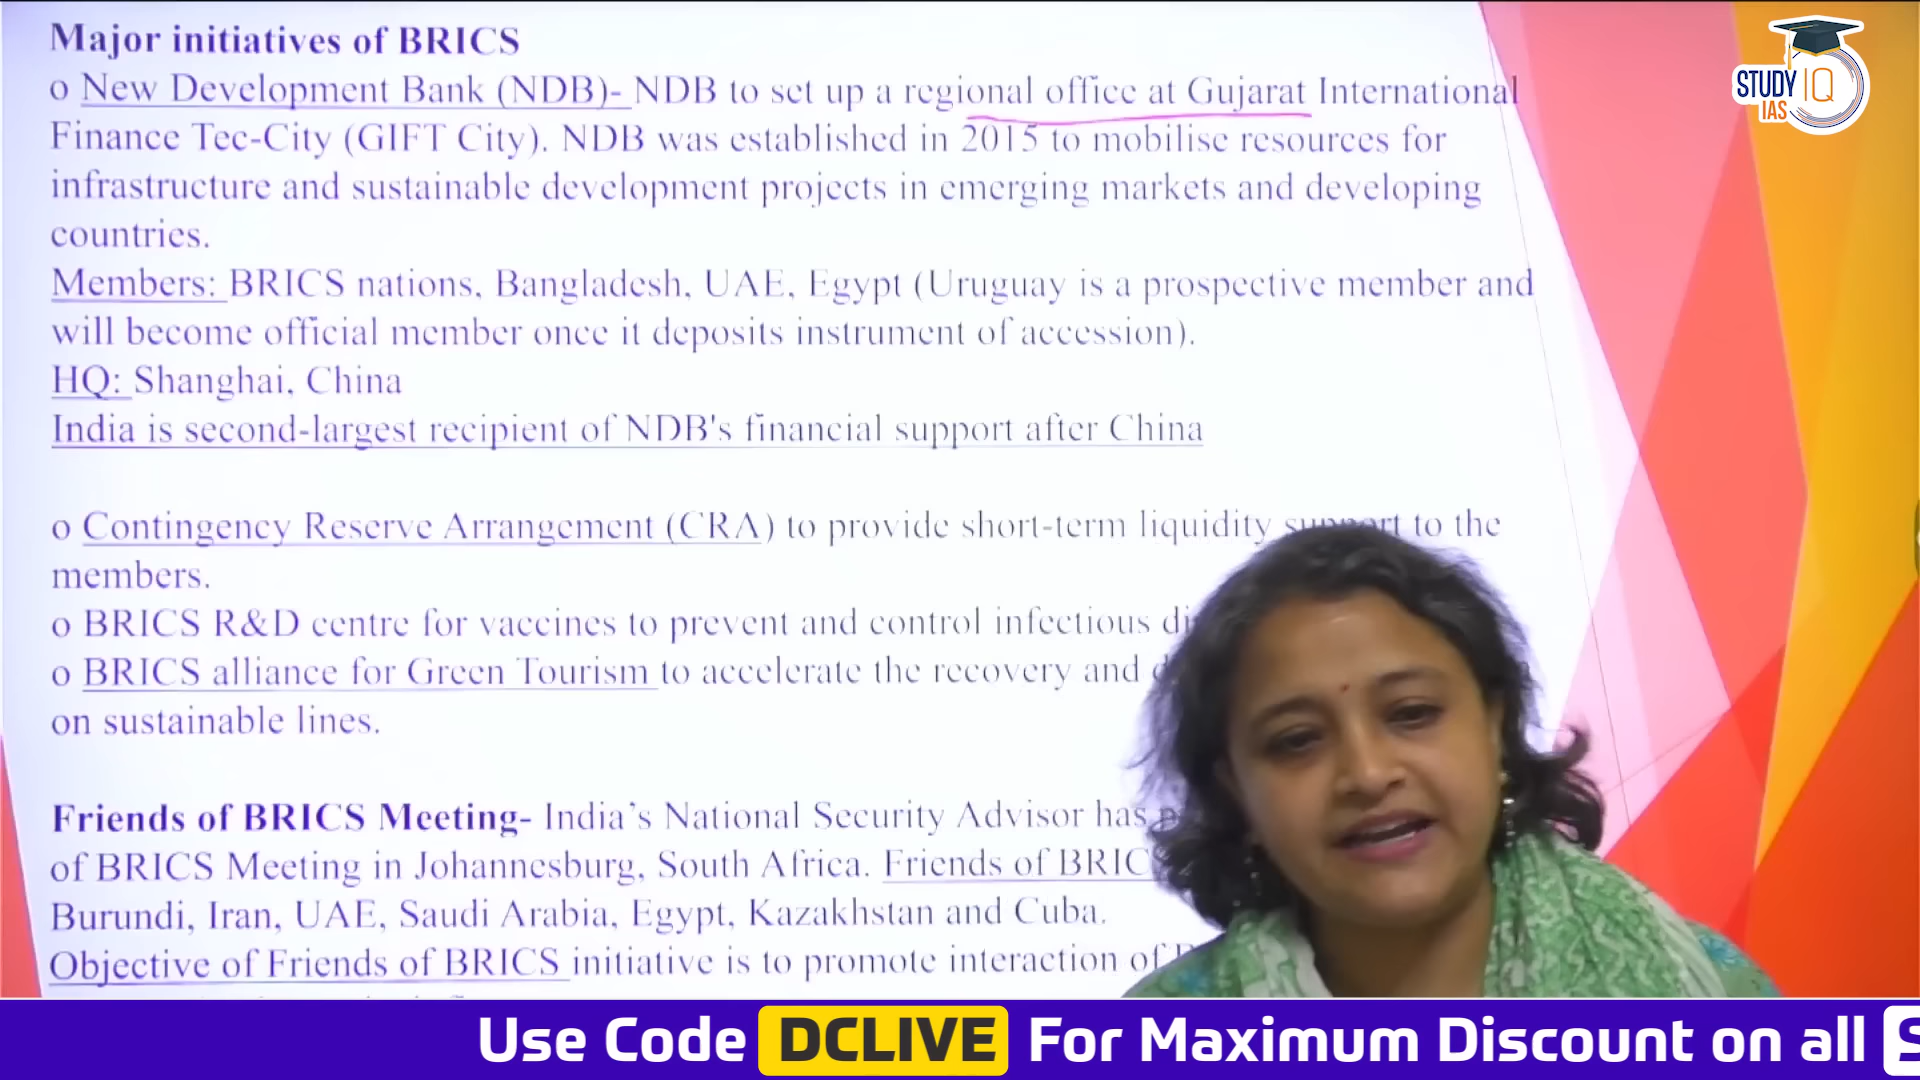 Major initiatives of BRICS
o New Development Bank (NDB)- NDB to set up a regional office at Gujarat International
Finance Tec-City (GIFT City). NDB was established in 2015 to mobilise resources for
infrastructure and sustainable development projects in emerging markets and developing
countries.
Members: BRICS nations, Bangladesh, UAE, Egypt (Uruguay is a prospective member and
will become official member once it deposits instrument of accession).
HQ: Shanghai, China
India is second-largest recipient of NDB's financial support after China
o Contingency Reserve Arrangement (CRA) to provide short-term liquidity support to the
members.
o BRICS R&D centre for vaccines to prevent and control infectious
o BRICS alliance for Green Tourism to accelerate the recovery and
on sustainable lines.
Friends of BRICS Meeting- India’s National Security Advisor has
of BRICS Meeting in Johannesburg, South Africa. Friends of
Burundi, Iran, UAE, Saudi Arabia, Egypt, Kazakhstan and Cuba.
Objective of Friends of BRICS initiative is to promote interaction of
STUDY IQ
IAS
Use Code DCLIVE For Maximum Discount on all